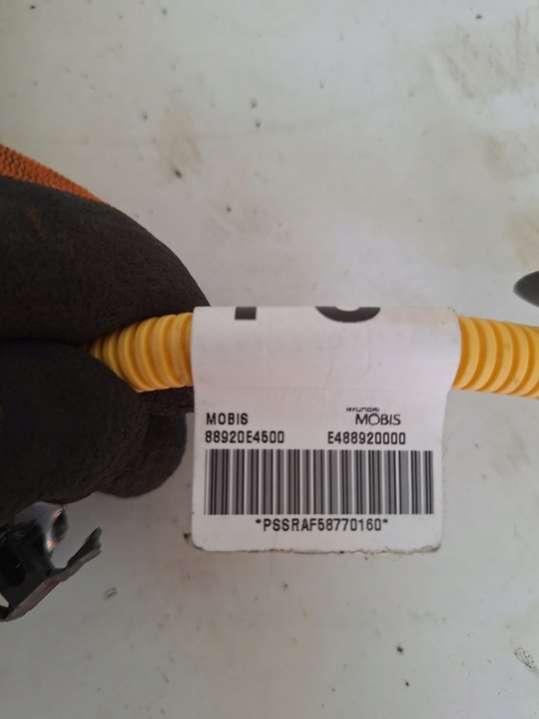 MOBIS
HYUNDAI
MOBIS
88920E4500 E488920000
*PSSRAF58770160*